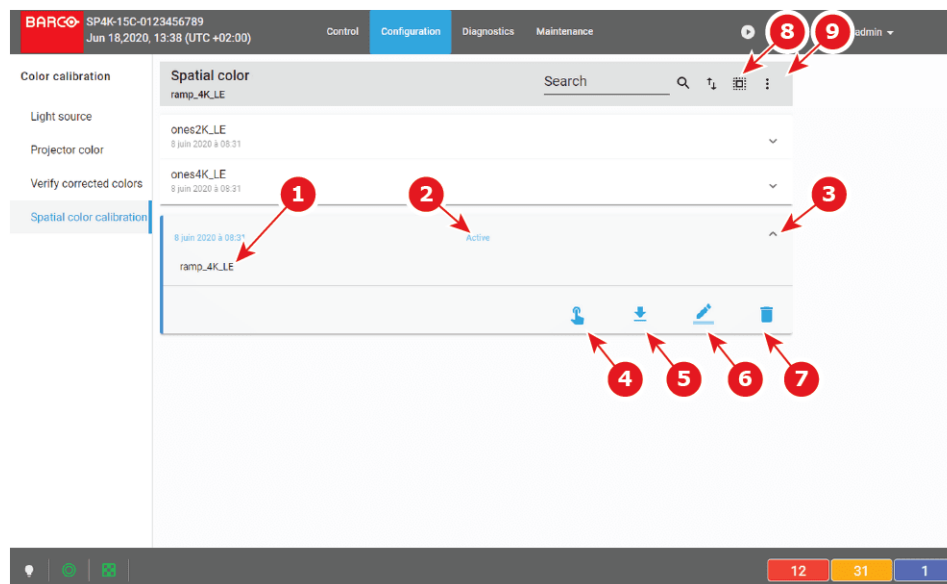 BARCO
SP4K-15C-0123456789
Jun 18,2020, 13:38 (UTC +02:00)
Control
Configuration
Diagnostics
Maintenance
8
9
admin
Color calibration
Light source
Projector color
Verify corrected colors
Spatial color calibration
Spatial color
ramp_4K_LE
Search
ones2K_LE
8 juin 2020 à 08:31
ones4K_LE
8 juin 2020 à 08:31
1
2
3
8 juin 2020 à 08:31
Active
ramp_4K_LE
4
5
6
7
12
31
1